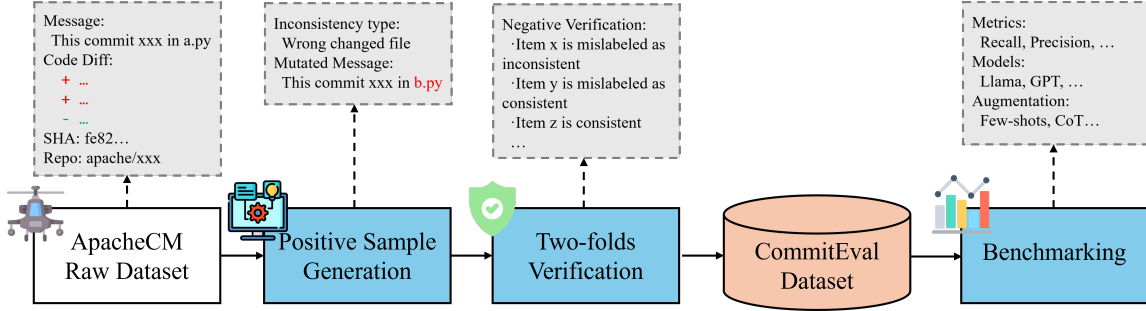 Message:
This commit xxx in a.py
Code Diff:
+ ...
+ ...
- ...
SHA: fe82…
Repo: apache/xxx
Inconsistency type:
Wrong changed file
Mutated Message:
This commit xxx in b.py
Negative Verification:
·Item x is mislabeled as
inconsistent
·Item y is mislabeled as
consistent
·Item z is consistent
…
Metrics:
Recall, Precision, …
Models:
Llama, GPT, …
Augmentation:
Few-shots, CoT…
ApacheCM
Raw Dataset
Positive Sample
Generation
Two-folds
Verification
CommitEval
Dataset
Benchmarking